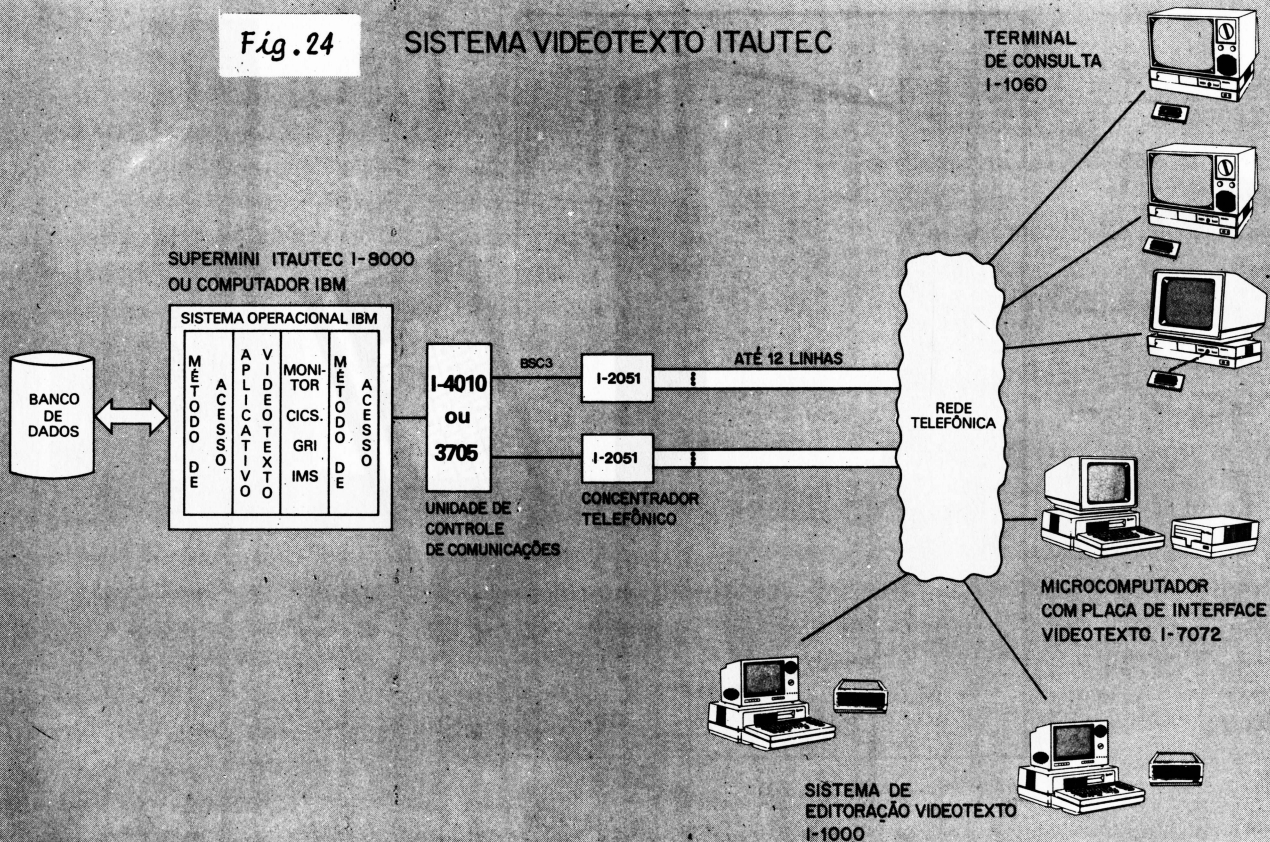 Fig.24
SISTEMA VIDEOTEXTO ITAUTEC
TERMINAL
DE CONSULTA
I-1060
SUPERMINI ITAUTEC I-8000
OU COMPUTADOR IBM
SISTEMA OPERACIONAL IBM
MÉTODO DE
ACESSO
APLICATIVO
VIDEOTEXTO
MONI-
TOR
CICS.
GRI
IMS
MÉTODO DE
ACESSO
BANCO
DE
DADOS
I-4010
ou
3705
UNIDADE DE
CONTROLE
DE COMUNICAÇÕES
BSC3
I-2051
I-2051
CONCENTRADOR
TELEFÔNICO
ATÉ 12 LINHAS
REDE
TELEFÔNICA
MICROCOMPUTADOR
COM PLACA DE INTERFACE
VIDEOTEXTO I-7072
SISTEMA DE
EDITORAÇÃO VIDEOTEXTO
I-1000